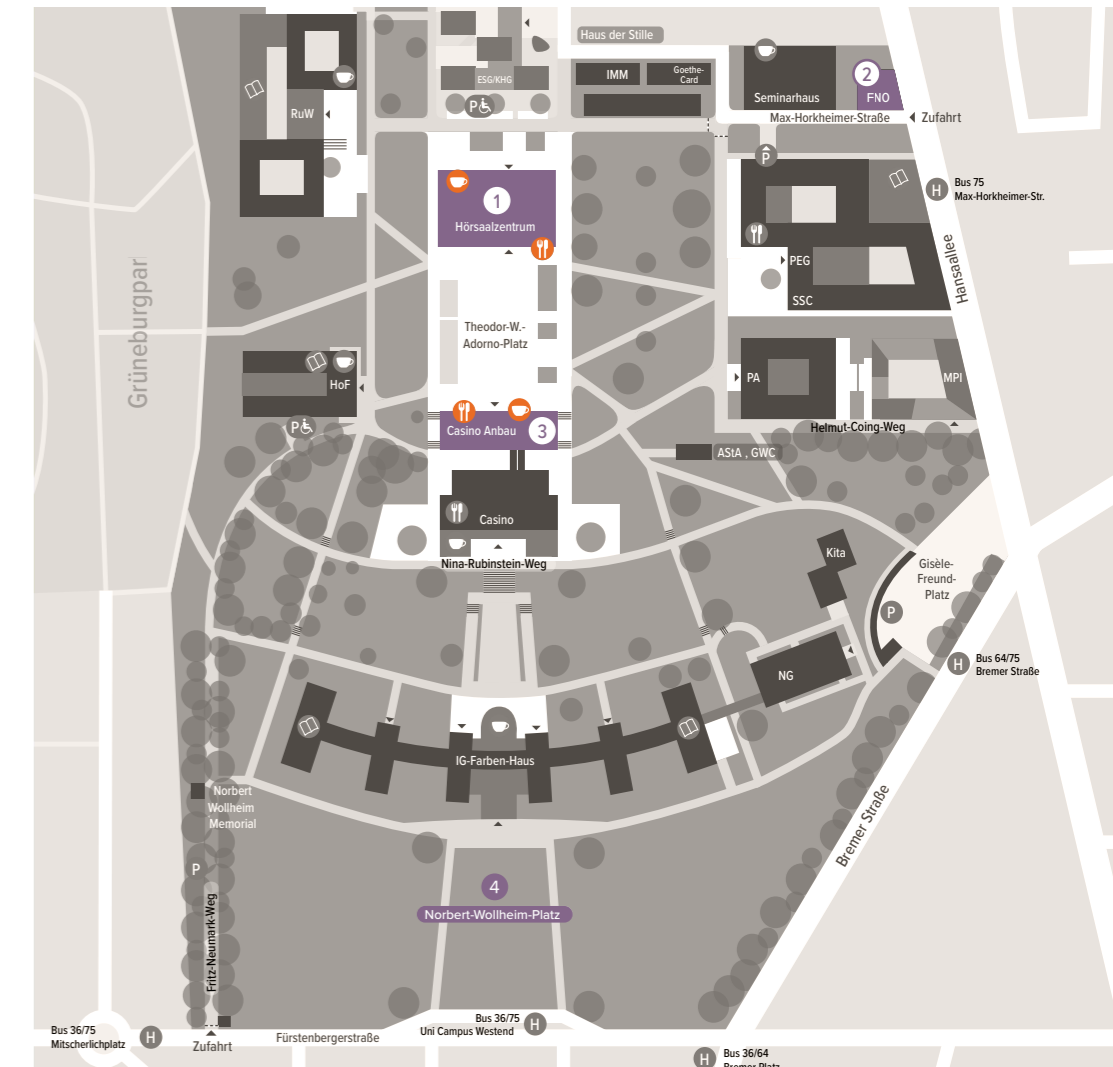 Haus der Stille
ESG/KHG
P
IMM
Goethe-
Card
Seminarhaus
2
FNO
RuW
Max-Horkheimer-Straße
Zufahrt
P
H
Bus 75
Max-Horkheimer-Str.
1
Hörsaalzentrum
Hansaallee
PEG
SSC
Grüneburgpar
Theodor-W.-
Adorno-Platz
HoF
PA
MPI
P
Casino Anbau
3
Helmut-Coing-Weg
AStA , GWC
Casino
Nina-Rubinstein-Weg
Kita
Gisèle-
Freund-
Platz
P
H
Bus 64/75
Bremer Straße
NG
IG-Farben-Haus
Norbert
Wollheim
Memorial
Bremer Straße
P
4
Norbert-Wollheim-Platz
Fritz-Neumark-Weg
Bus 36/75
Mitscherlichplatz
H
Zufahrt
Fürstenbergerstraße
Bus 36/75
Uni Campus Westend
H
H
Bus 36/64
Bremer Platz